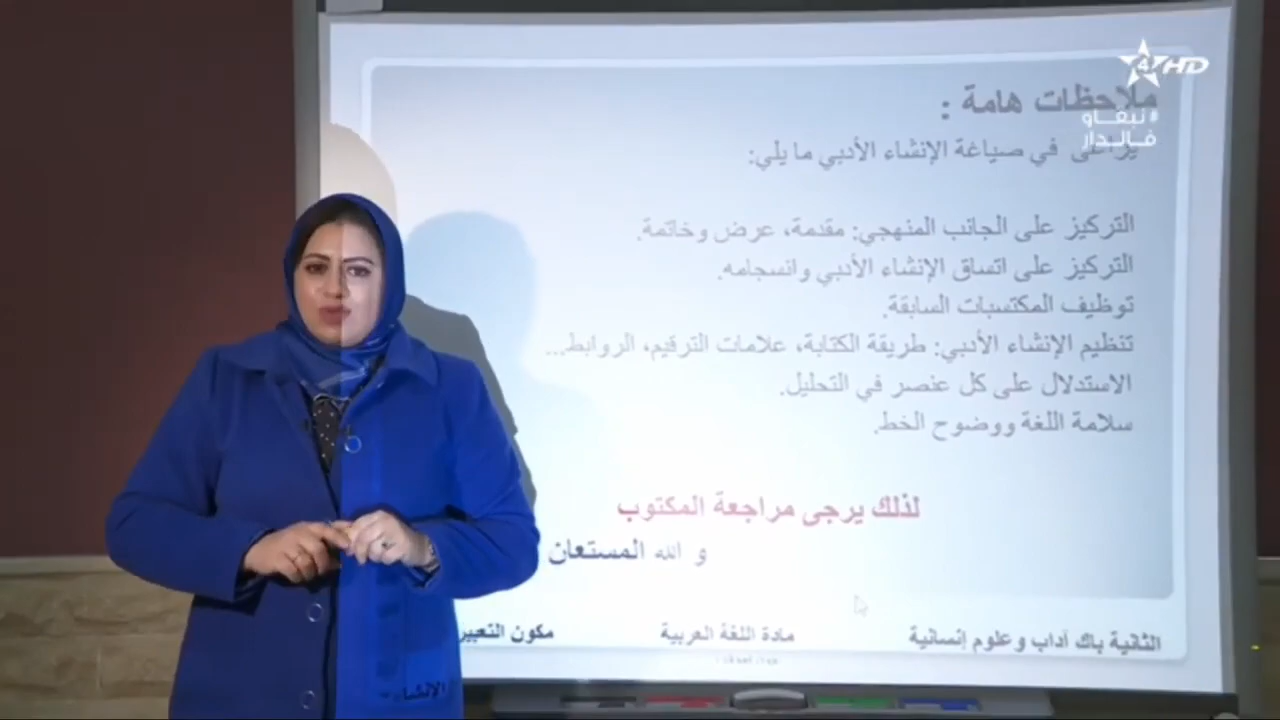 4 HD
#نبقاو
فالدار
ملاحظات هامة :
يراعى في صياغة الإنشاء الأدبي ما يلي:
التركيز على الجانب المنهجي: مقدمة، عرض وخاتمة.
التركيز على اتساق الإنشاء الأدبي وانسجامه.
توظيف المكتسبات السابقة.
تنظيم الإنشاء الأدبي: طريقة الكتابة، علامات الترقيم، الروابط...
الاستدلال على كل عنصر في التحليل.
سلامة اللغة ووضوح الخط.
لذلك يرجى مراجعة المكتوب
و الله المستعان
الثانية باك آداب وعلوم إنسانية مادة اللغة العربية مكون التعبير
الإنشاء